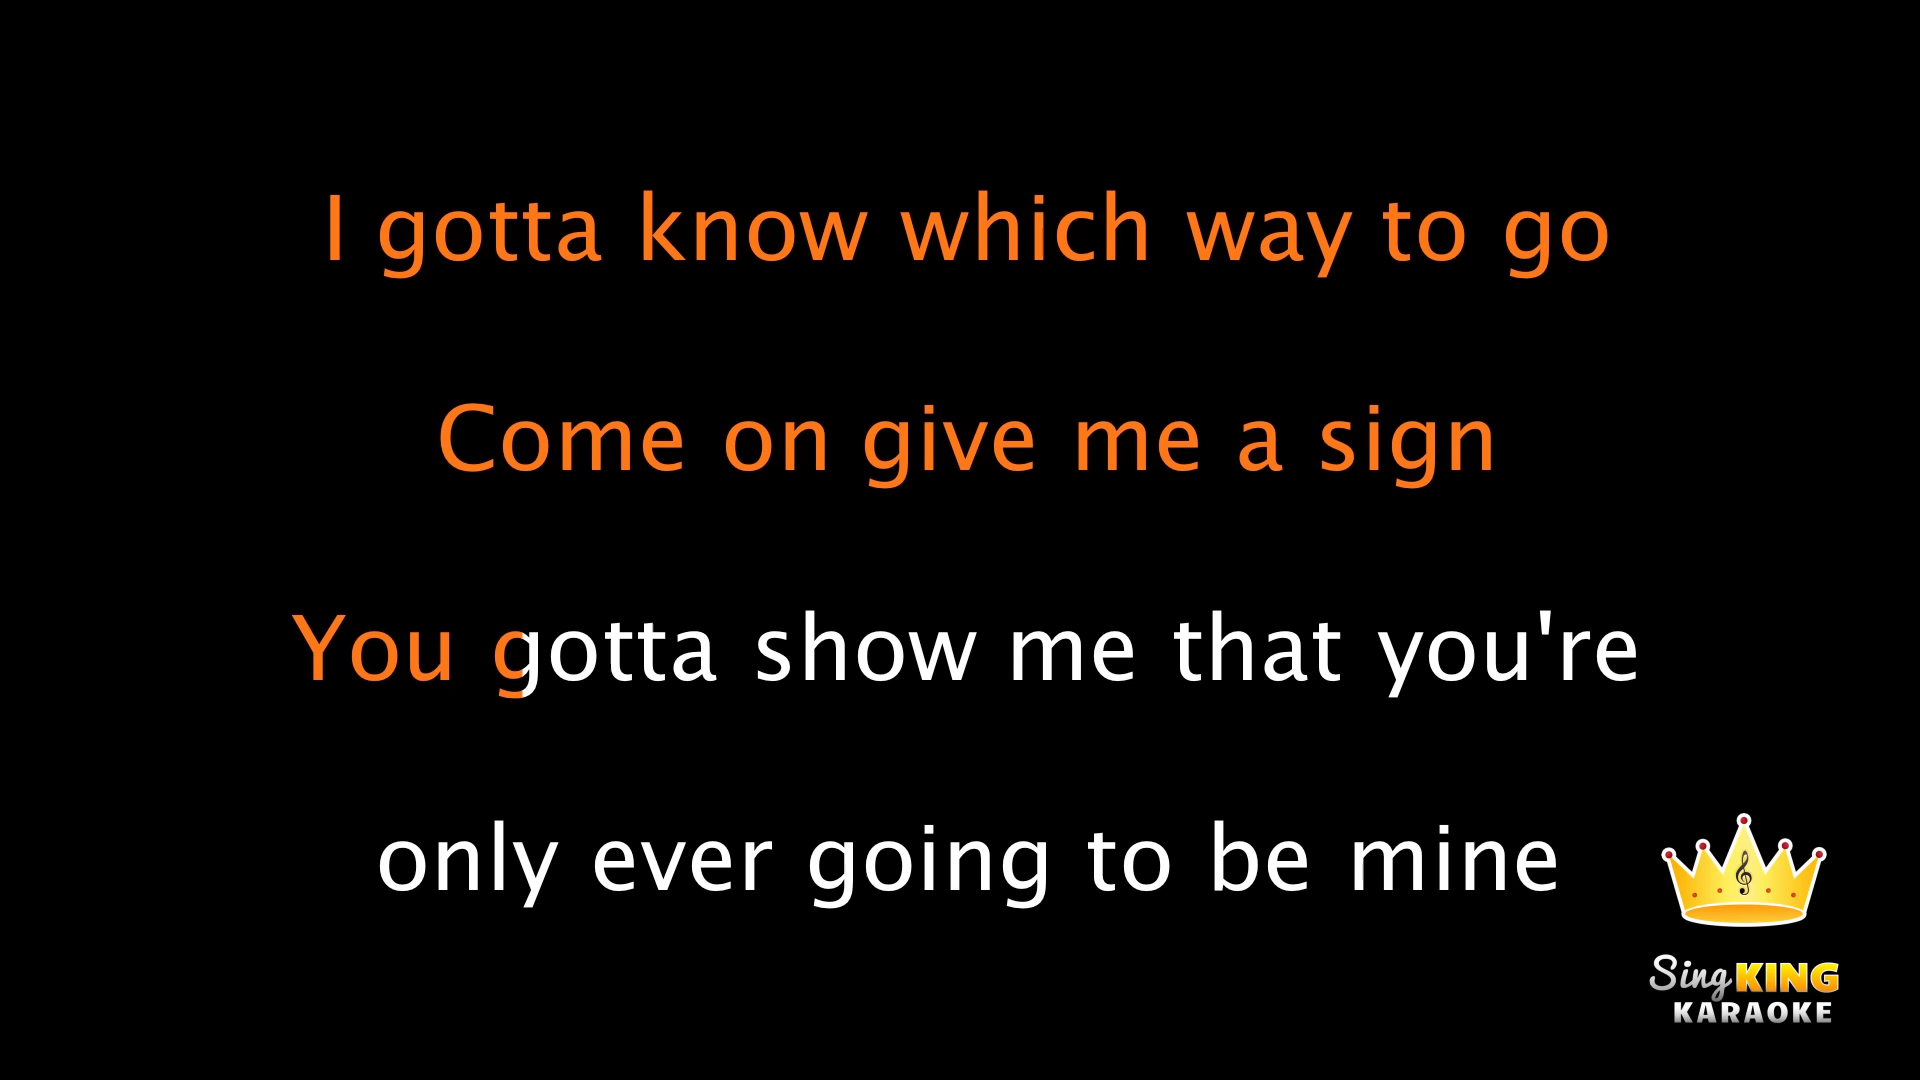 I gotta know which way to go
Come on give me a sign
You gotta show me that you're
only ever going to be mine
Sing KING
KARAOKE